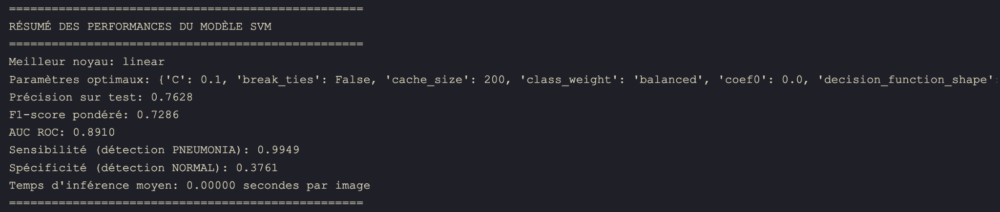 ==================================================
RÉSUMÉ DES PERFORMANCES DU MODÈLE SVM
==================================================
Meilleur noyau: linear
Paramètres optimaux: {'C': 0.1, 'break_ties': False, 'cache_size': 200, 'class_weight': 'balanced', 'coef0': 0.0, 'decision_function_shape':
Précision sur test: 0.7628
F1-score pondéré: 0.7286
AUC ROC: 0.8910
Sensibilité (détection PNEUMONIA): 0.9949
Spécificité (détection NORMAL): 0.3761
Temps d'inférence moyen: 0.00000 secondes par image
==================================================